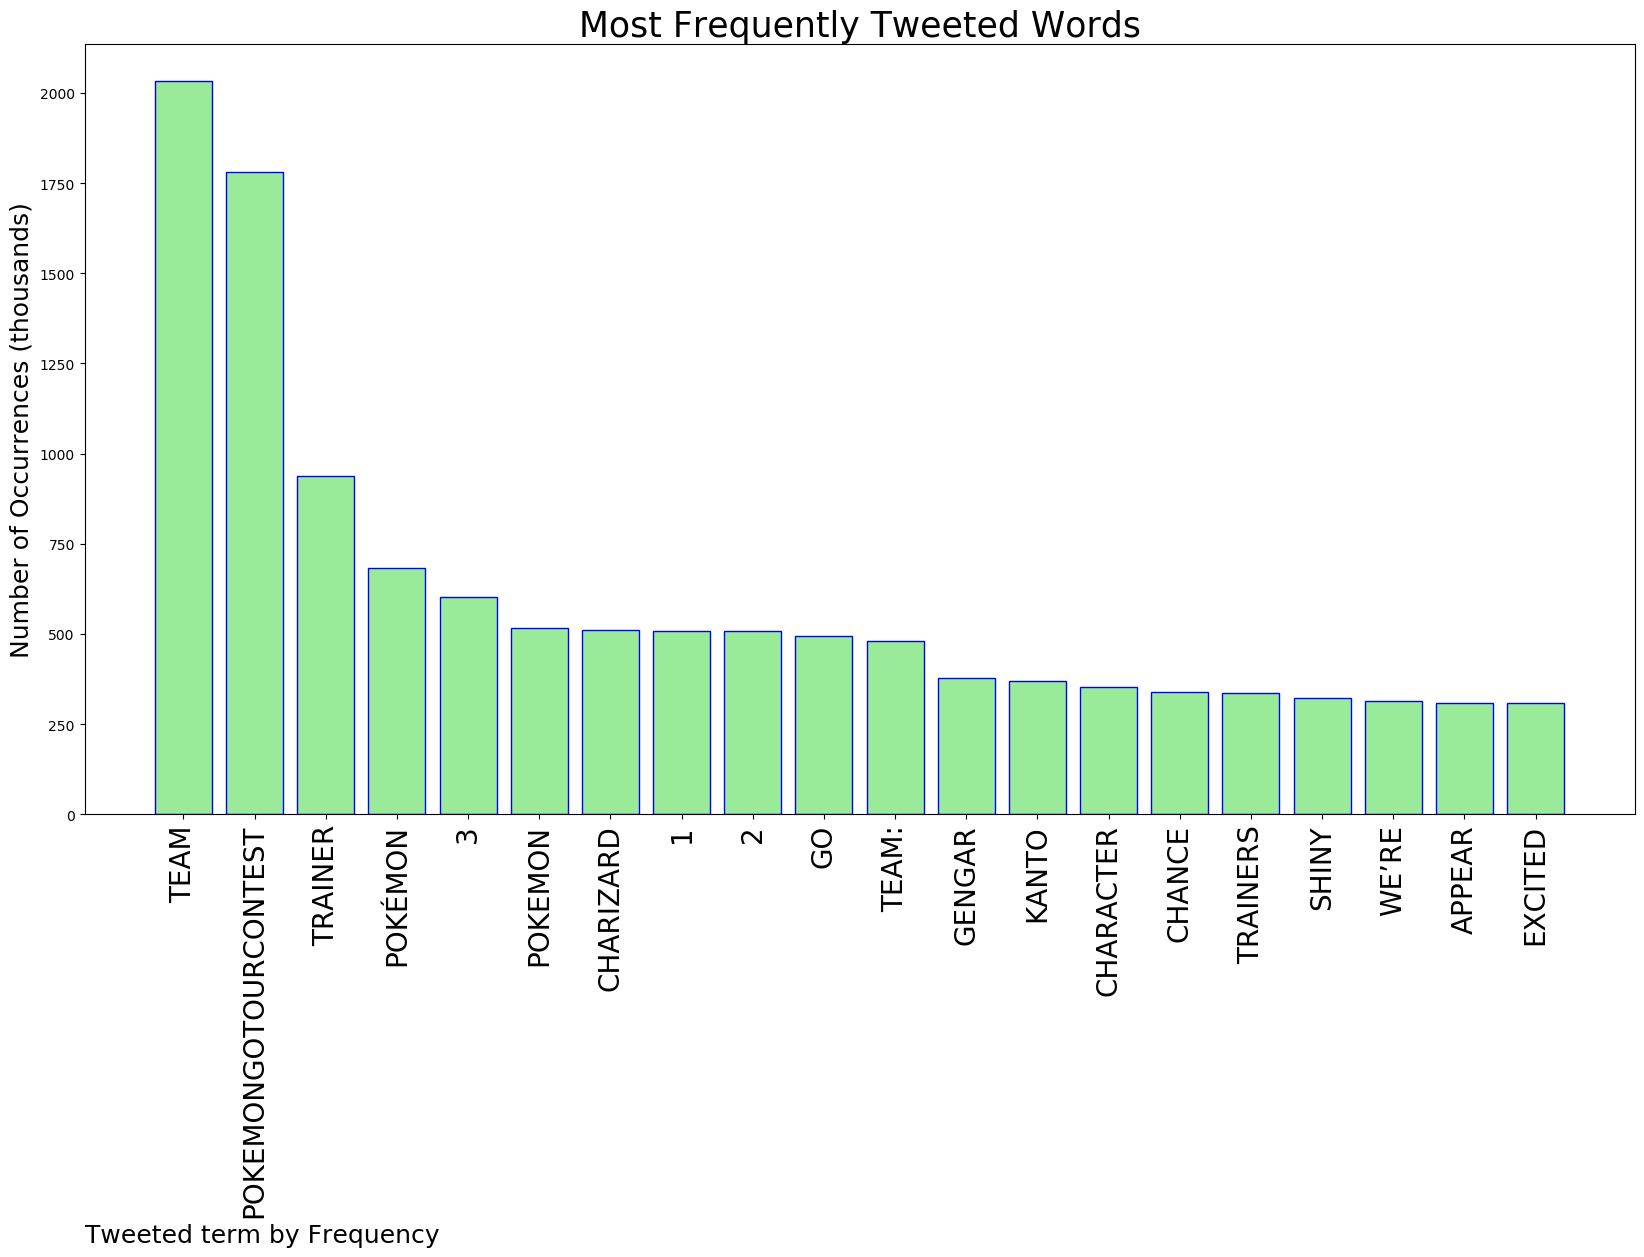 Most Frequently Tweeted Words
Number of Occurrences (thousands)
2000
1750
1500
1250
1000
750
500
250
0
TEAM
POKEMONGOTOURCONTEST
TRAINER
POKÉMON
3
POKEMON
CHARIZARD
1
2
GO
TEAM:
GENGAR
KANTO
CHARACTER
CHANCE
TRAINERS
SHINY
WE’RE
APPEAR
EXCITED
Tweeted term by Frequency